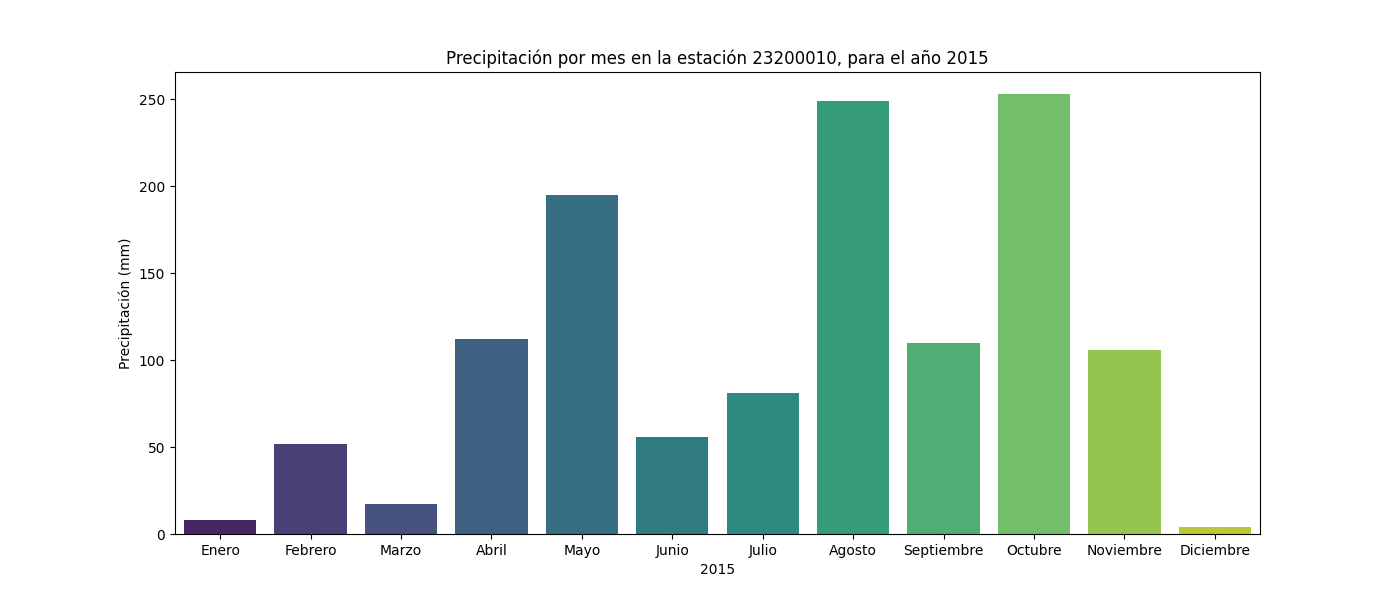 Precipitación por mes en la estación 23200010, para el año 2015
Precipitación (mm)
250
200
150
100
50
0
Enero Febrero Marzo Abril Mayo Junio Julio Agosto Septiembre Octubre Noviembre Diciembre
2015